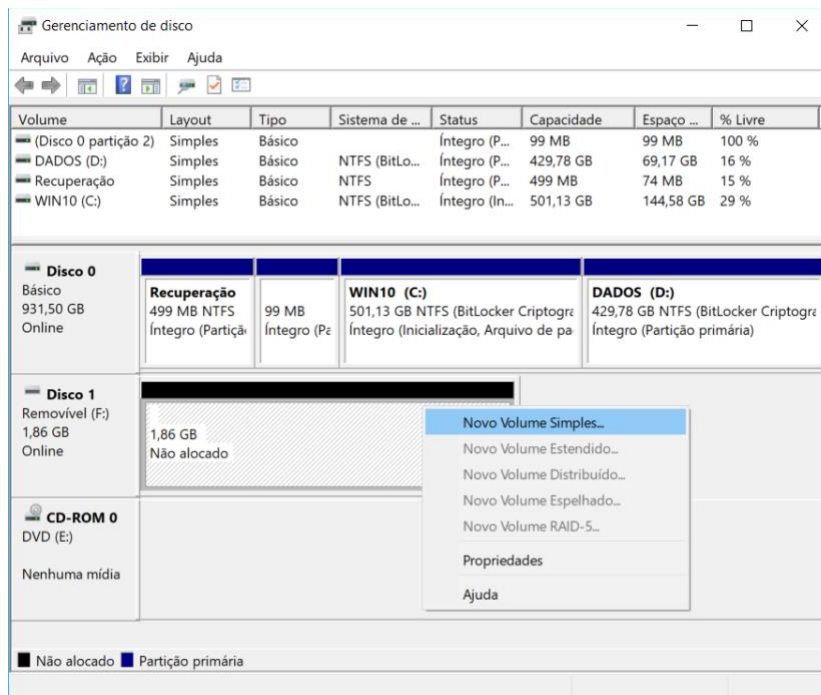 Gerenciamento de disco
Arquivo Ação Exibir Ajuda
Volume Layout Tipo Sistema de ... Status Capacidade Espaço ... % Livre
(Disco 0 partição 2) Simples Básico Íntegro (P... 99 MB 99 MB 100 %
DADOS (D:) Simples Básico NTFS (BitLo... Íntegro (P... 429,78 GB 69,17 GB 16 %
Recuperação Simples Básico NTFS Íntegro (P... 499 MB 74 MB 15 %
WIN10 (C:) Simples Básico NTFS (BitLo... Íntegro (In... 501,13 GB 144,58 GB 29 %
Disco 0
Básico
931,50 GB
Online
Recuperação
499 MB NTFS
Íntegro (Partiçã
99 MB
Íntegro (Pa
WIN10 (C:)
501,13 GB NTFS (BitLocker Criptogra
Íntegro (Inicialização, Arquivo de pa
DADOS (D:)
429,78 GB NTFS (BitLocker Criptogra
Íntegro (Partição primária)
Disco 1
Removível (F:)
1,86 GB
Online
1,86 GB
Não alocado
Novo Volume Simples...
Novo Volume Estendido...
Novo Volume Distribuído...
Novo Volume Espelhado...
Novo Volume RAID-5...
Propriedades
Ajuda
CD-ROM 0
DVD (E:)
Nenhuma mídia
Não alocado Partição primária